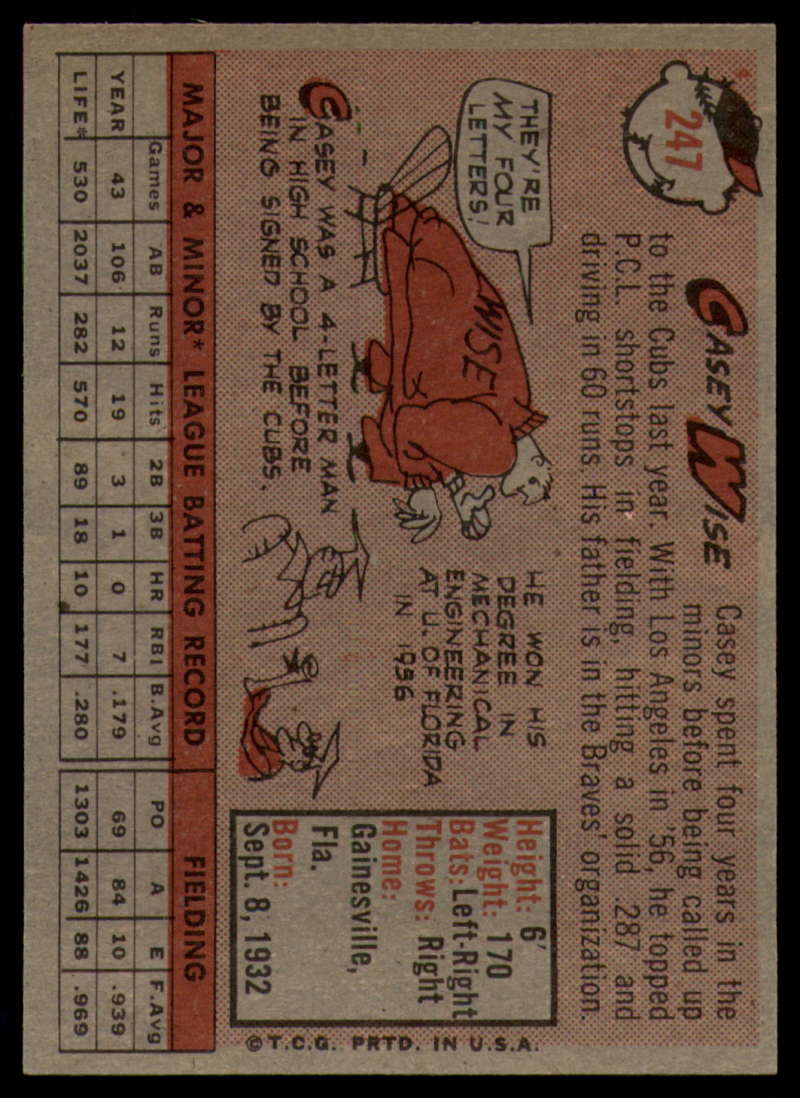 247
CASEY WISE
Casey spent four years in the
minors before being called up
to the Cubs last year. With Los Angeles in '56, he topped
P.C.L. shortstops in fielding, hitting a solid .287 and
driving in 60 runs. His father is in the Braves' organization.
THEY'RE
MY FOUR
LETTERS!
WISE
CASEY WAS A 4-LETTER MAN
IN HIGH SCHOOL BEFORE
BEING SIGNED BY THE CUBS.
HE WON HIS
DEGREE IN
MECHANICAL
ENGINEERING
AT U. OF FLORIDA
IN 1956
Height: 6'
Weight: 170
Bats: Left-Right
Throws: Right
Home:
Gainesville,
Fla.
Born:
Sept. 8, 1932
MAJOR & MINOR* LEAGUE BATTING RECORD FIELDING
Games AB Runs Hits 2B 3B HR RBI B.Avg PO A E F.Avg
YEAR 43 106 12 19 3 1 0 7 .179 69 84 10 .939
LIFE* 530 2037 282 570 89 18 10 177 .280 1303 1426 88 .969
©T.C.G. PRTD. IN U.S.A.